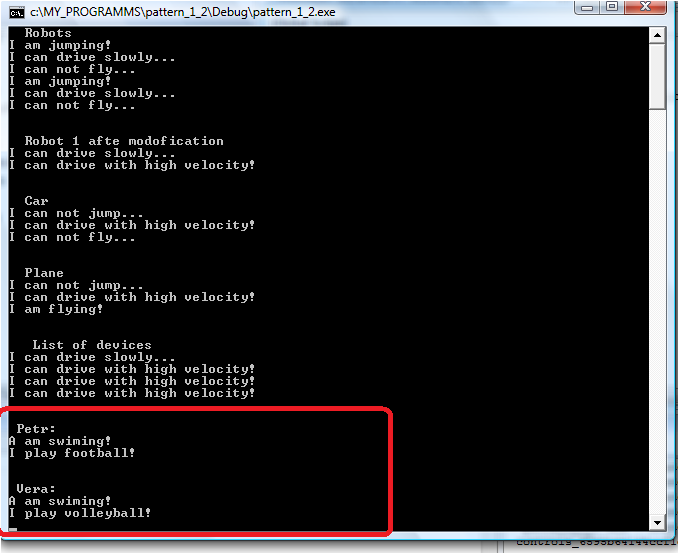 c:\MY_PROGRAMMS\pattern_1_2\Debug\pattern_1_2.exe
Robots
I am jumping!
I can drive slowly...
I can not fly...
I am jumping!
I can drive slowly...
I can not fly...
Robot 1 afte modofication
I can drive slowly...
I can drive with high velocity!
Car
I can not jump...
I can drive with high velocity!
I can not fly...
Plane
I can not jump...
I can drive with high velocity!
I am flying!
List of devices
I can drive slowly...
I can drive with high velocity!
I can drive with high velocity!
I can drive with high velocity!
Petr:
A am swiming!
I play football!
Vera:
A am swiming!
I play volleyball!